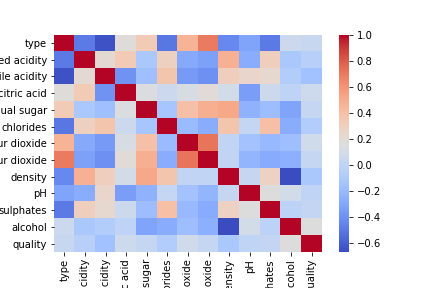 type
ed acidity
ile acidity
citric acid
ual sugar
chlorides
ur dioxide
ur dioxide
density
pH
sulphates
alcohol
quality
type
cidity
cidity
c acid
sugar
orides
oxide
oxide
ensity
pH
hates
cohol
uality
1.0
0.8
0.6
0.4
0.2
0.0
−0.2
−0.4
−0.6